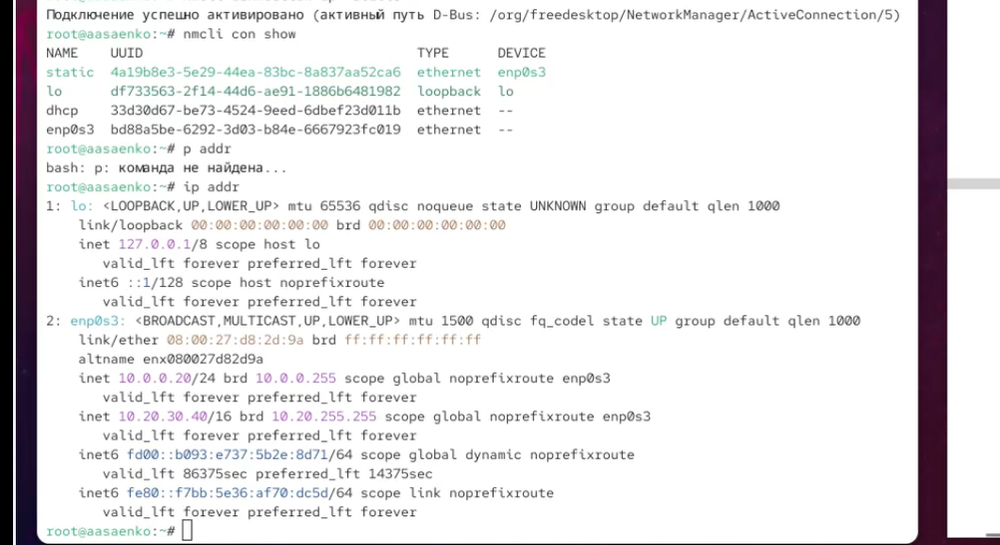 Подключение успешно активировано (активный путь D-Bus: /org/freedesktop/NetworkManager/ActiveConnection/5)
root@aasaenko:~# nmcli con show
NAME    UUID                                  TYPE      DEVICE
static  4a19b8e3-5e29-44ea-83bc-8a837aa52ca6  ethernet  enp0s3
lo      df733563-2f14-44d6-ae91-1886b6481982  loopback  lo
dhcp    33d30d67-be73-4524-9eed-6dbef23d011b  ethernet  --
enp0s3  bd88a5be-6292-3d03-b84e-6667923fc019  ethernet  --
root@aasaenko:~# p addr
bash: p: команда не найдена...
root@aasaenko:~# ip addr
1: lo: <LOOPBACK,UP,LOWER_UP> mtu 65536 qdisc noqueue state UNKNOWN group default qlen 1000
    link/loopback 00:00:00:00:00:00 brd 00:00:00:00:00:00
    inet 127.0.0.1/8 scope host lo
       valid_lft forever preferred_lft forever
    inet6 ::1/128 scope host noprefixroute
       valid_lft forever preferred_lft forever
2: enp0s3: <BROADCAST,MULTICAST,UP,LOWER_UP> mtu 1500 qdisc fq_codel state UP group default qlen 1000
    link/ether 08:00:27:d8:2d:9a brd ff:ff:ff:ff:ff:ff
    altname enx080027d82d9a
    inet 10.0.0.20/24 brd 10.0.0.255 scope global noprefixroute enp0s3
       valid_lft forever preferred_lft forever
    inet 10.20.30.40/16 brd 10.20.255.255 scope global noprefixroute enp0s3
       valid_lft forever preferred_lft forever
    inet6 fd00::b093:e737:5b2e:8d71/64 scope global dynamic noprefixroute
       valid_lft 86375sec preferred_lft 14375sec
    inet6 fe80::f7bb:5e36:af70:dc5d/64 scope link noprefixroute
       valid_lft forever preferred_lft forever
root@aasaenko:~#